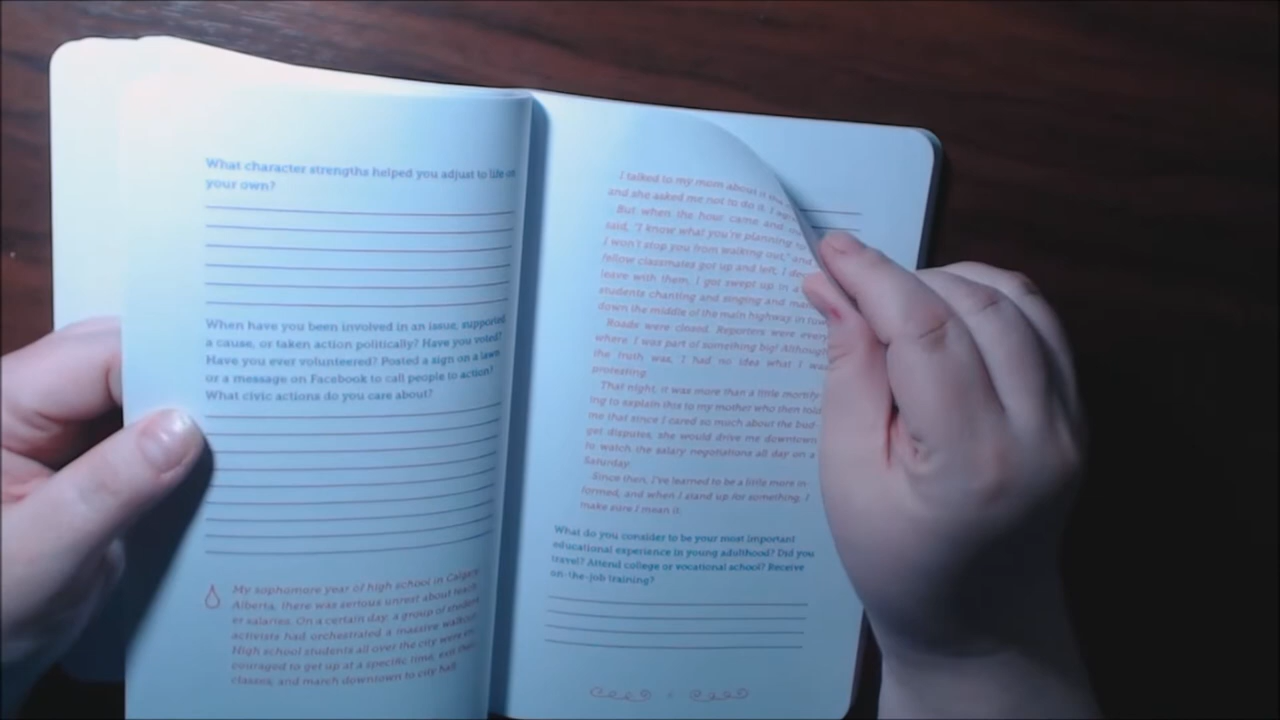 What character strengths helped you adjust to life on
your own?
When have you been involved in an issue, supported
a cause, or taken action politically? Have you voted?
Have you ever volunteered? Posted a sign on a lawn
or a message on Facebook to call people to action?
What civic actions do you care about?
My sophomore year of high school in Calgary,
Alberta, there was serious unrest about teach-
er salaries. On a certain day, a group of student
activists had orchestrated a massive walkout.
High school students all over the city were en-
couraged to get up at a specific time, exit their
classes, and march downtown to city hall.
I talked to my mom about it
and she asked me not to do it. I
But when the hour came and
said, "I know what you're planning to
I won't stop you from walking out," and
fellow classmates got up and left, I
leave with them. I got swept up in a
students chanting and singing and
down the middle of the main highway in
Roads were closed. Reporters were every-
where. I was part of something big! Although
the truth was, I had no idea what I was
protesting.
That night, it was more than a little mortify-
ing to explain this to my mother who then told
me that since I cared so much about the bud-
get disputes, she would drive me downtown
to watch the salary negotiations all day on a
Saturday.
Since then, I've learned to be a little more in-
formed, and when I stand up for something, I
make sure I mean it.
What do you consider to be your most important
educational experience in young adulthood? Did you
travel? Attend college or vocational school? Receive
on-the-job training?